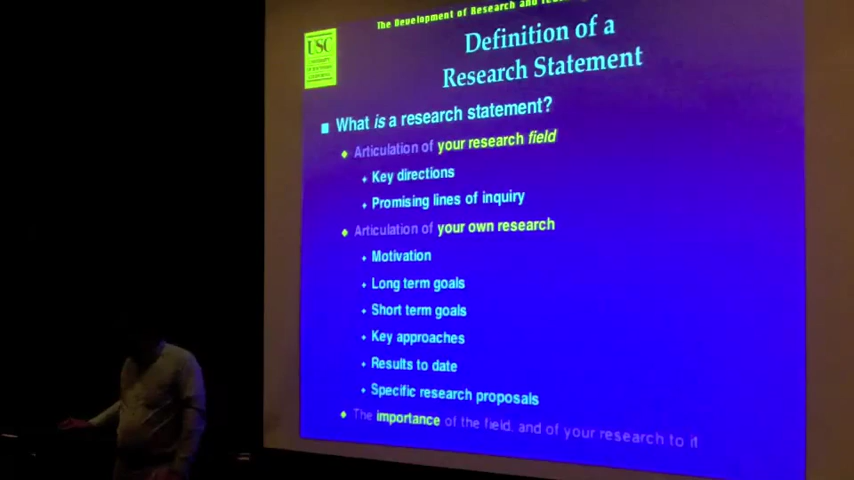 The Development of Research and
USC
UNIVERSITY
Definition of a
Research Statement
What is a research statement?
Articulation of your research field
Key directions
Promising lines of inquiry
Articulation of your own research
Motivation
Long term goals
Short term goals
Key approaches
Results to date
Specific research proposals
The importance of the field, and of your research to it